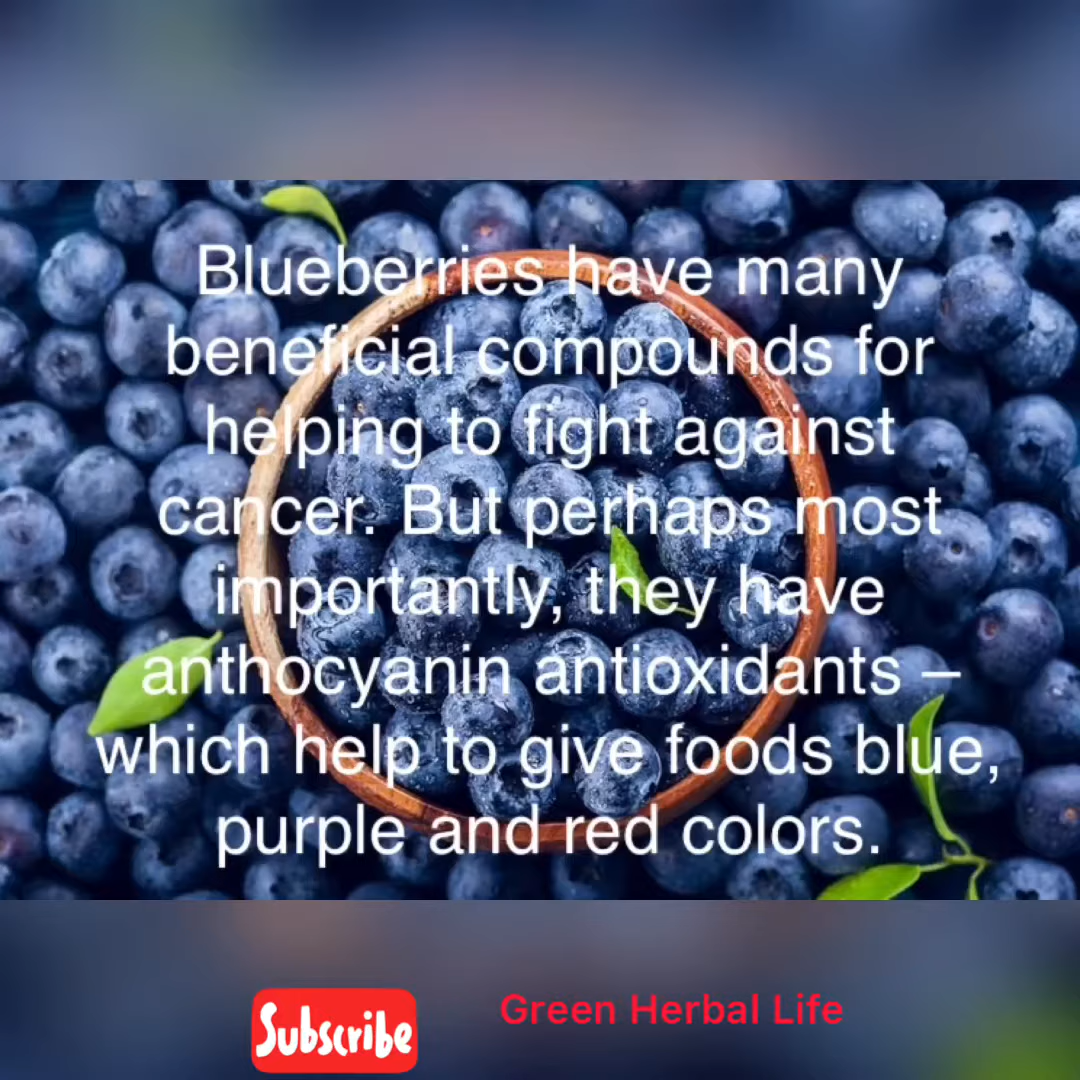 Blueberries have many
beneficial compounds for
helping to fight against
cancer. But perhaps most
importantly, they have
anthocyanin antioxidants –
which help to give foods blue,
purple and red colors.
Subscribe
Green Herbal Life